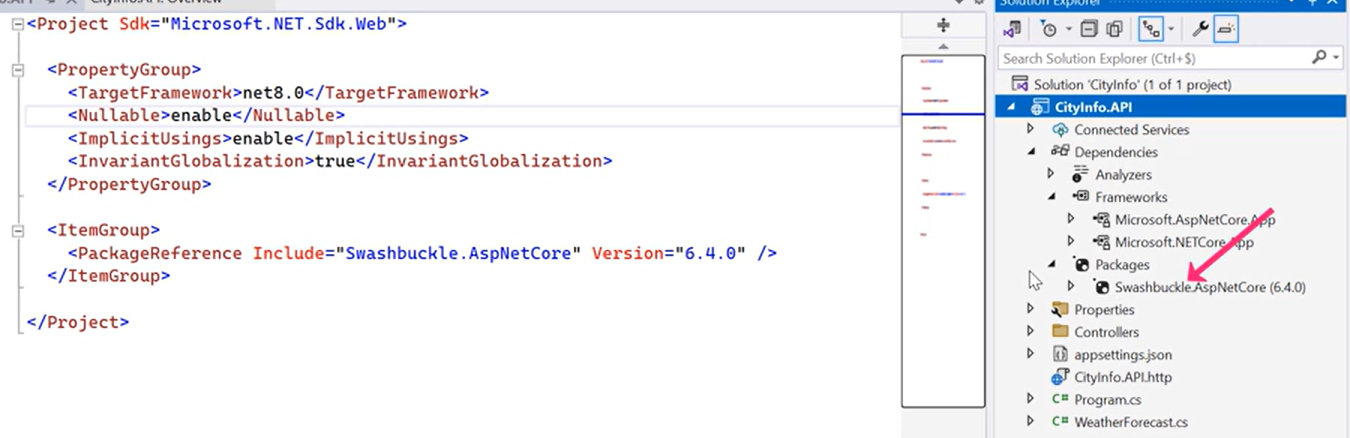 CityInfo.API: Overview
<Project Sdk="Microsoft.NET.Sdk.Web">
<PropertyGroup>
<TargetFramework>net8.0</TargetFramework>
<Nullable>enable</Nullable>
<ImplicitUsings>enable</ImplicitUsings>
<InvariantGlobalization>true</InvariantGlobalization>
</PropertyGroup>
<ItemGroup>
<PackageReference Include="Swashbuckle.AspNetCore" Version="6.4.0" />
</ItemGroup>
</Project>
Solution Explorer
Search Solution Explorer (Ctrl+$)
Solution 'CityInfo' (1 of 1 project)
CityInfo.API
Connected Services
Dependencies
Analyzers
Frameworks
Microsoft.AspNetCore.App
Microsoft.NETCore.App
Packages
Swashbuckle.AspNetCore (6.4.0)
Properties
Controllers
appsettings.json
CityInfo.API.http
C# Program.cs
C# WeatherForecast.cs